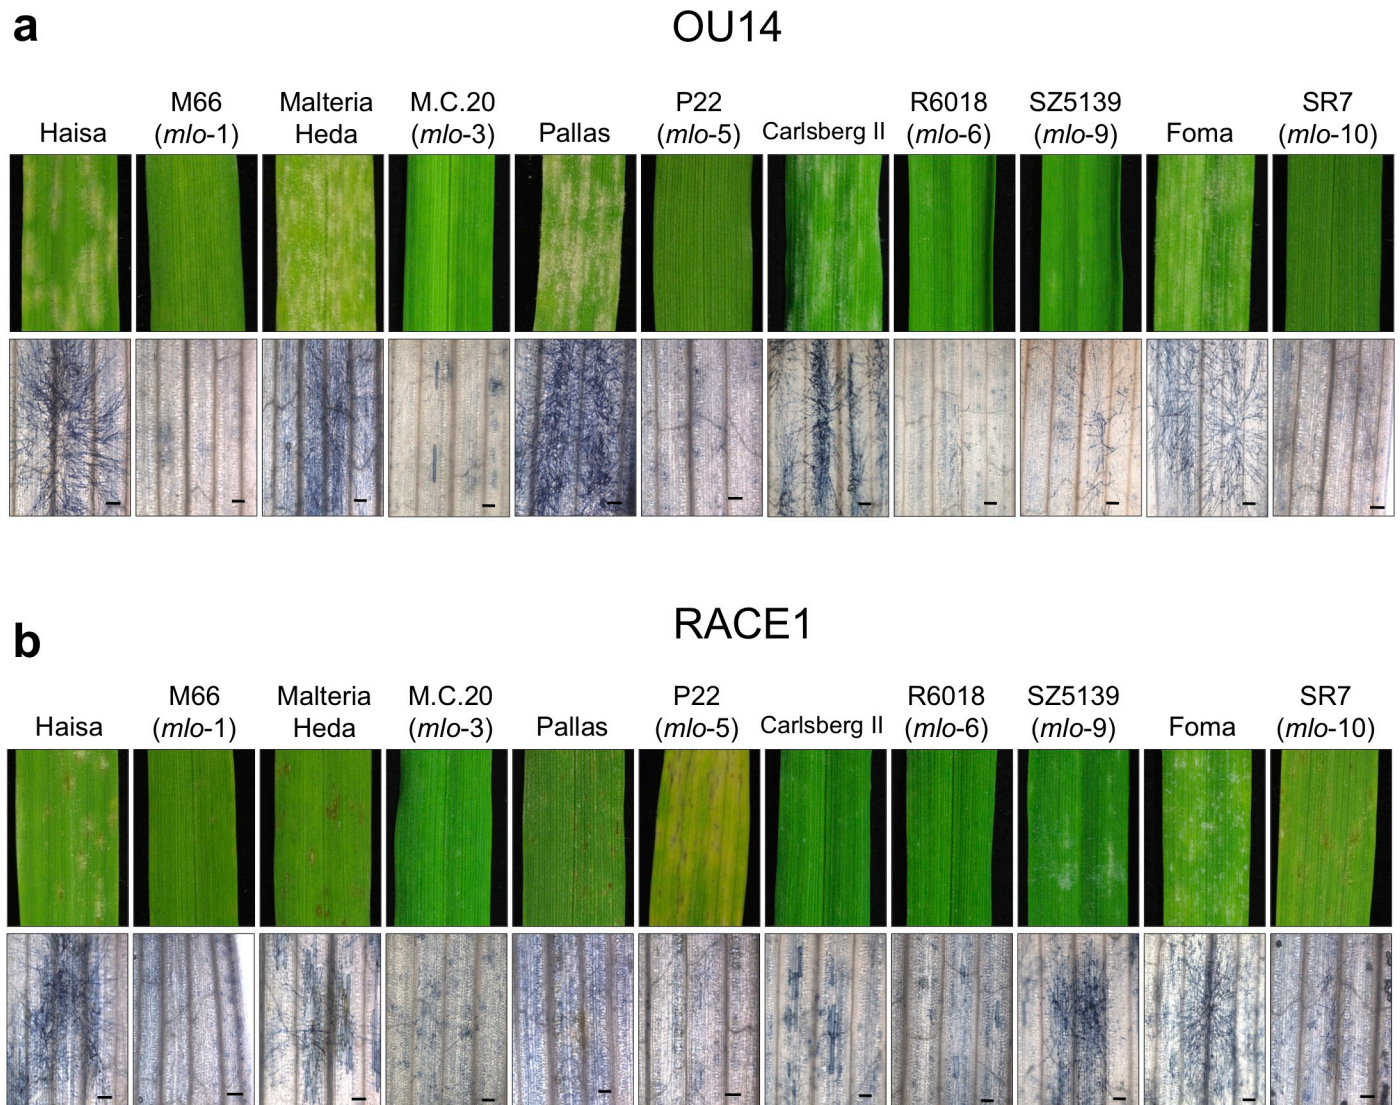 a
OU14
Haisa
M66
(mlo-1)
Malteria
Heda
M.C.20
(mlo-3)
Pallas
P22
(mlo-5)
Carlsberg II
R6018
(mlo-6)
SZ5139
(mlo-9)
Foma
SR7
(mlo-10)
b
RACE1
Haisa
M66
(mlo-1)
Malteria
Heda
M.C.20
(mlo-3)
Pallas
P22
(mlo-5)
Carlsberg II
R6018
(mlo-6)
SZ5139
(mlo-9)
Foma
SR7
(mlo-10)